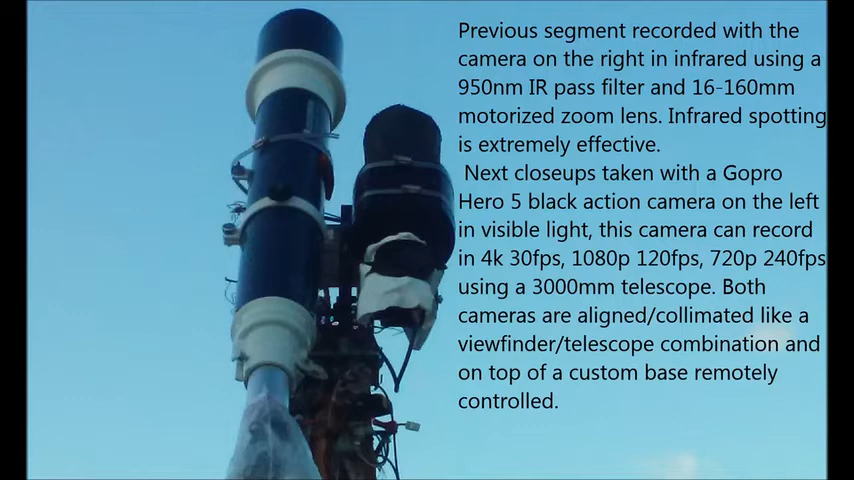 Previous segment recorded with the
camera on the right in infrared using a
950nm IR pass filter and 16-160mm
motorized zoom lens. Infrared spotting
is extremely effective.
Next closeups taken with a Gopro
Hero 5 black action camera on the left
in visible light, this camera can record
in 4k 30fps, 1080p 120fps, 720p 240fps
using a 3000mm telescope. Both
cameras are aligned/collimated like a
viewfinder/telescope combination and
on top of a custom base remotely
controlled.